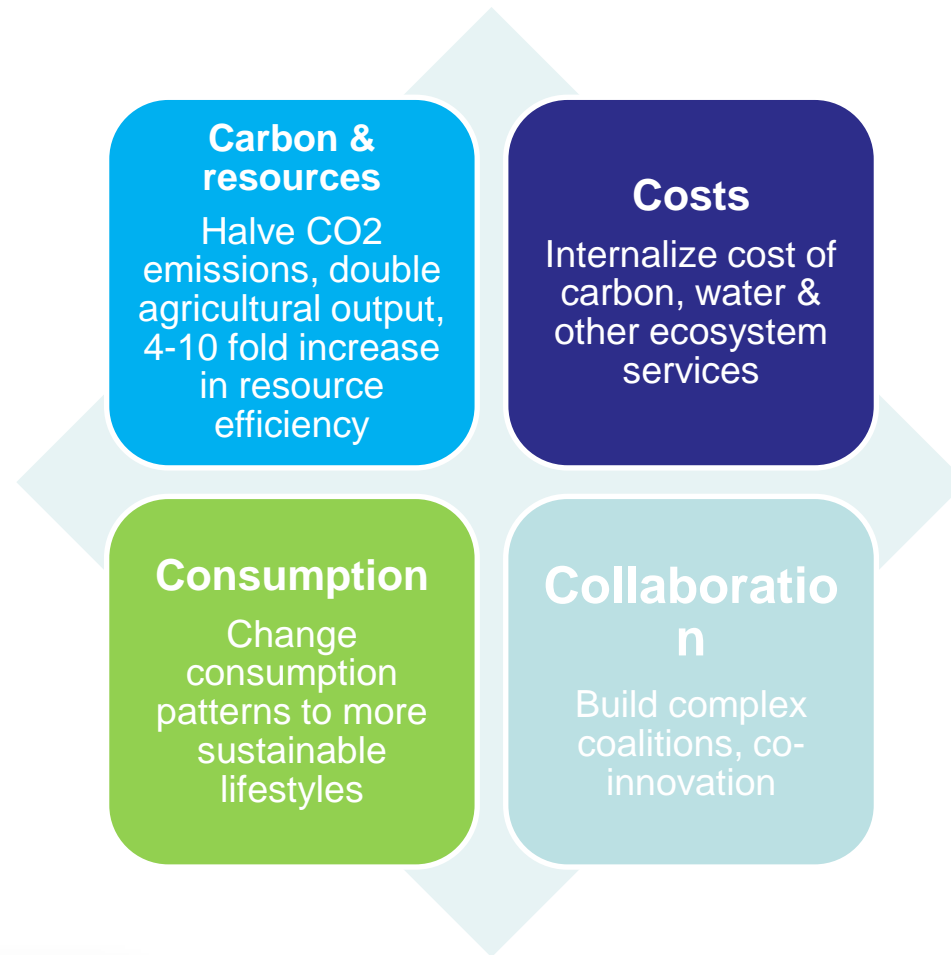 Carbon &
resources
Halve CO2
emissions, double
agricultural output,
4-10 fold increase
in resource
efficiency
Costs
Internalize cost of
carbon, water &
other ecosystem
services
Consumption
Change
consumption
patterns to more
sustainable
lifestyles
Collaboratio
n
Build complex
coalitions, co-
innovation